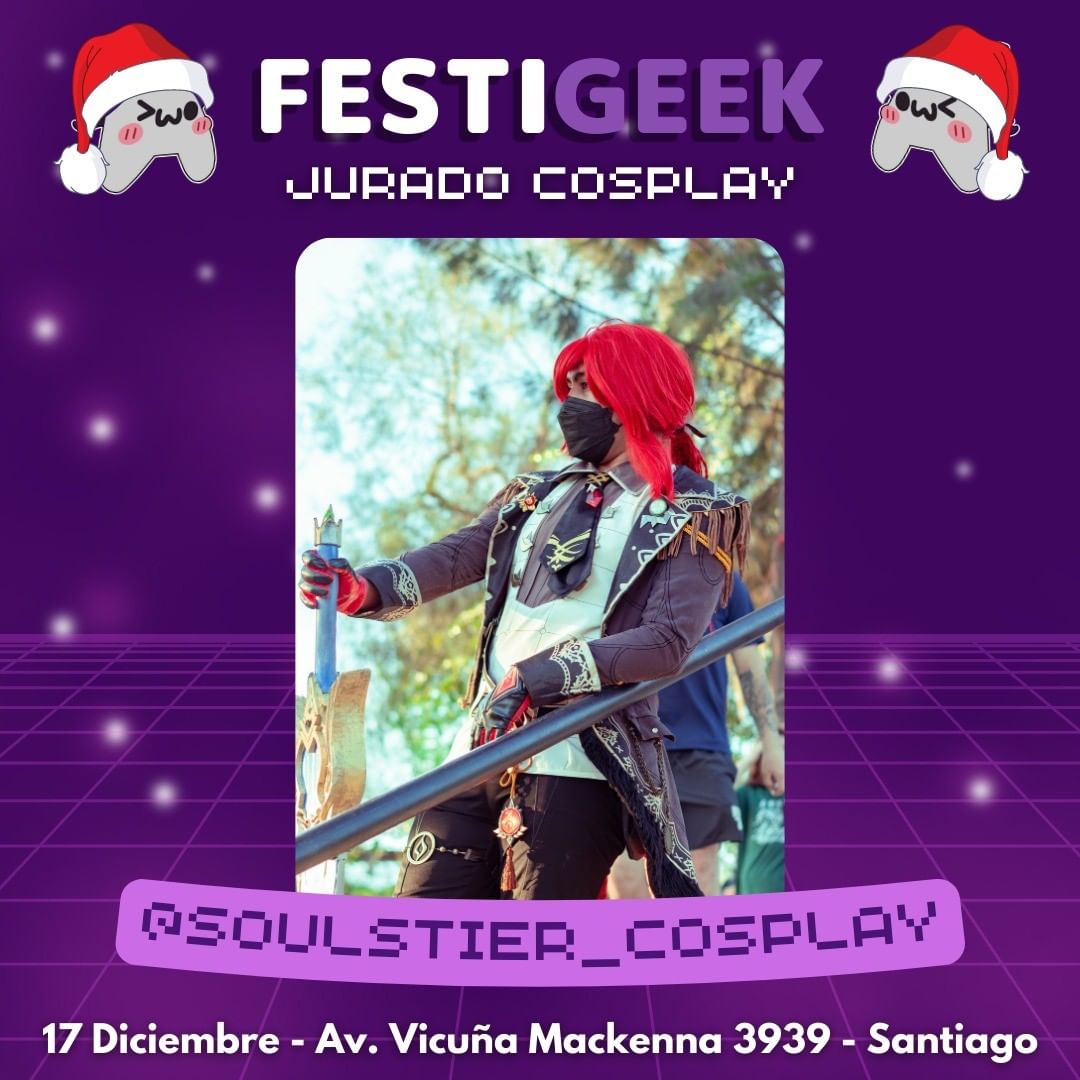 FESTIGEEK
JURADO COSPLAY
@SOULSTIER_COSPLAY
17 Diciembre - Av. Vicuña Mackenna 3939 - Santiago